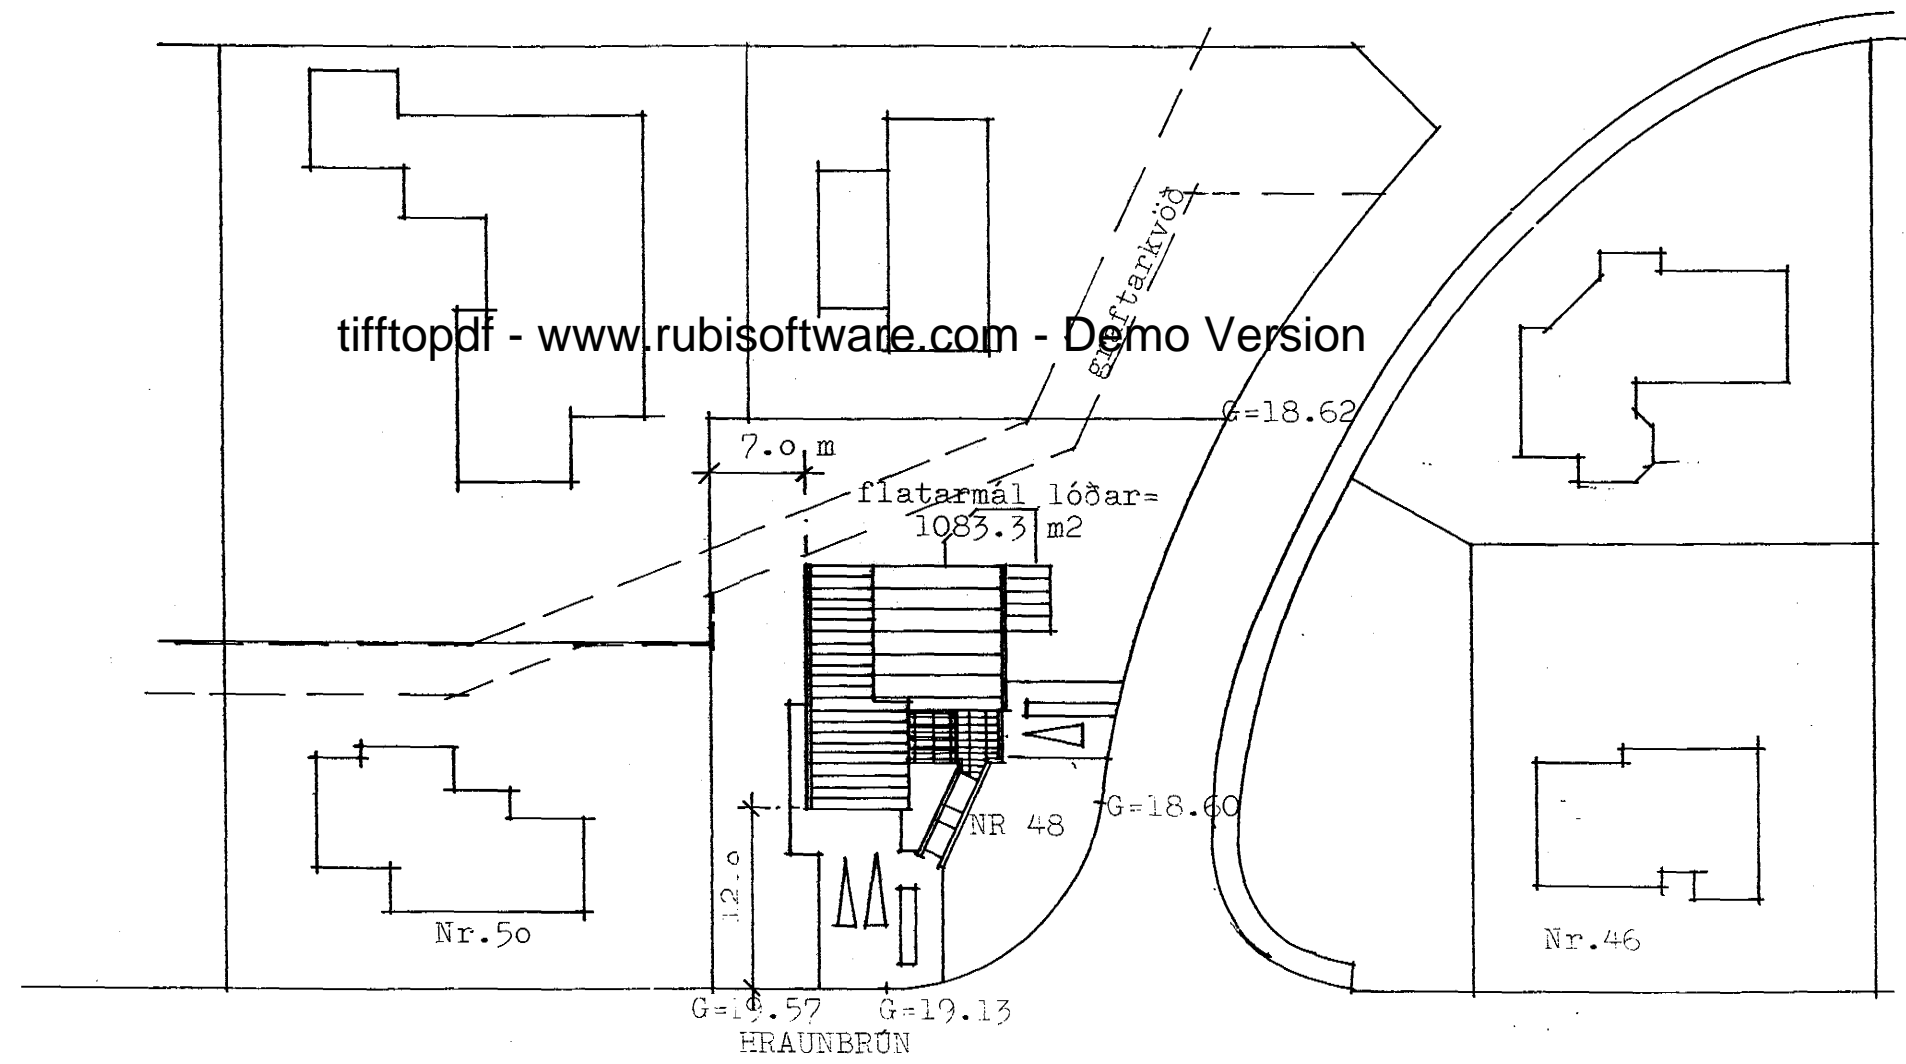 graftarkvöð
tifftopdf - www.rubisoftware.com - Demo Version
G=18.62
7.o m
flatarmál lóðar=
1083.3 m2
G=18.60
NR 48
12.o
Nr.5o
Nr.46
G=19.57
G=19.13
HRAUNBRÚN